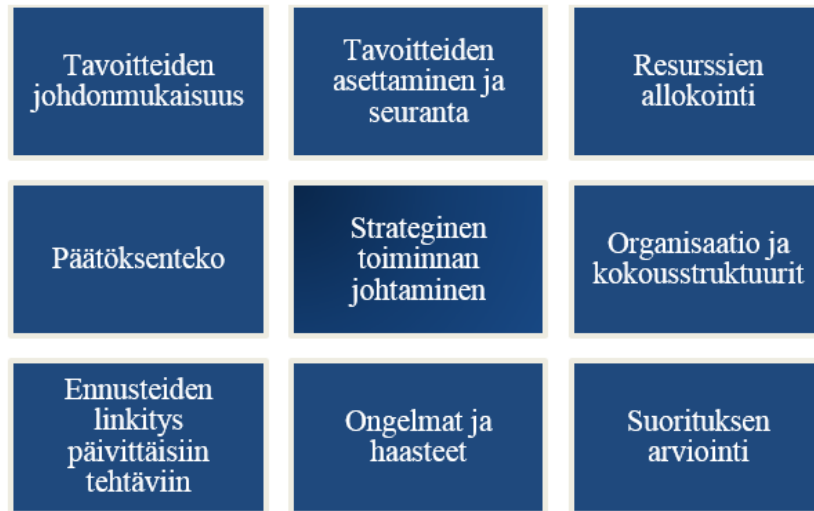 Tavoitteiden
johdonmukaisuus
Tavoitteiden
asettaminen ja
seuranta
Resurssien
allokointi
Päätöksenteko
Strateginen
toiminnan
johtaminen
Organisaatio ja
kokousstruktuurit
Ennusteiden
linkitys
päivittäisiin
tehtäviin
Ongelmat ja
haasteet
Suorituksen
arviointi